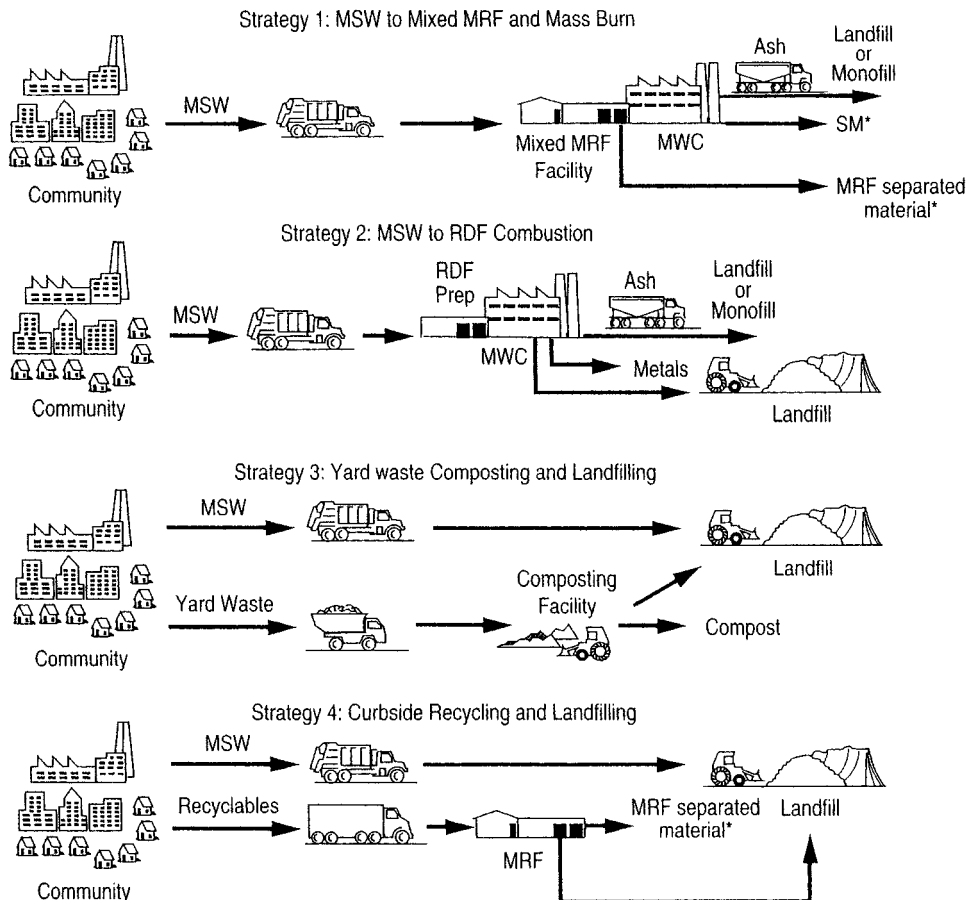 Strategy 1: MSW to Mixed MRF and Mass Burn
MSW
Community
Mixed MRF
Facility
MWC
Ash
Landfill
or
Monofill
SM*
MRF separated
material*
Strategy 2: MSW to RDF Combustion
MSW
Community
RDF
Prep
MWC
Ash
Landfill
or
Monofill
Metals
Landfill
Strategy 3: Yard waste Composting and Landfilling
MSW
Landfill
Yard Waste
Community
Composting
Facility
Compost
Strategy 4: Curbside Recycling and Landfilling
MSW
Recyclables
Community
MRF
MRF separated
material*
Landfill